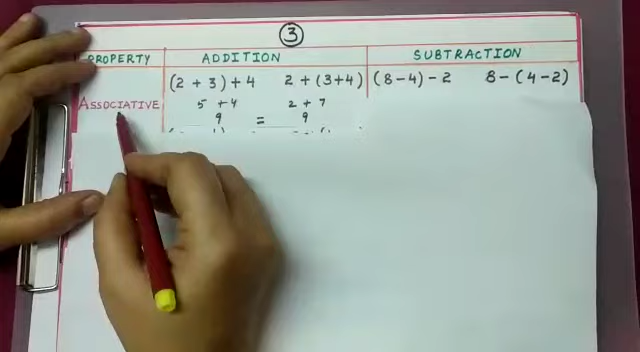 3
PROPERTY ADDITION SUBTRACTION
(2 + 3) + 4 2 + (3+4) (8-4) - 2 8 - (4-2)
ASSOCIATIVE 5 + 4 2 + 7
9 = 9